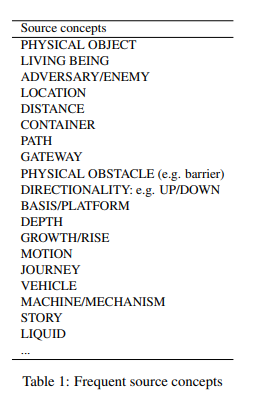 Source concepts
PHYSICAL OBJECT
LIVING BEING
ADVERSARY/ENEMY
LOCATION
DISTANCE
CONTAINER
PATH
GATEWAY
PHYSICAL OBSTACLE (e.g. barrier)
DIRECTIONALITY: e.g. UP/DOWN
BASIS/PLATFORM
DEPTH
GROWTH/RISE
MOTION
JOURNEY
VEHICLE
MACHINE/MECHANISM
STORY
LIQUID
...
Table 1: Frequent source concepts